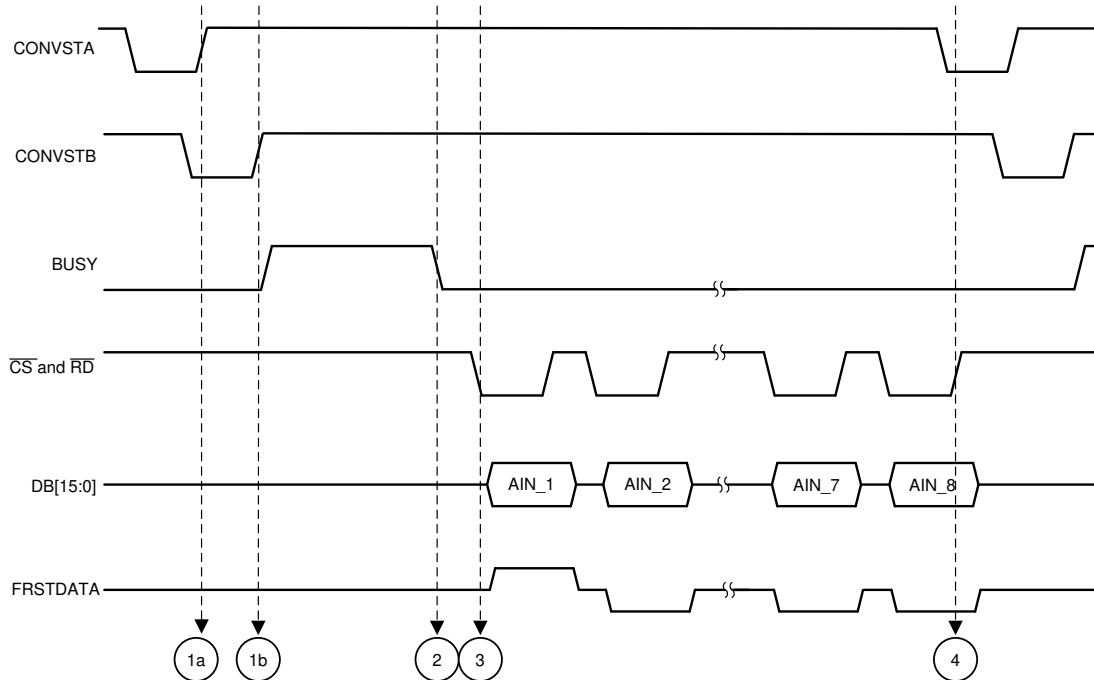 CONVSTA
CONVSTB
BUSY
CS and RD
DB[15:0]
AIN_1
AIN_2
AIN_7
AIN_8
FRSTDATA
1a
1b
2
3
4